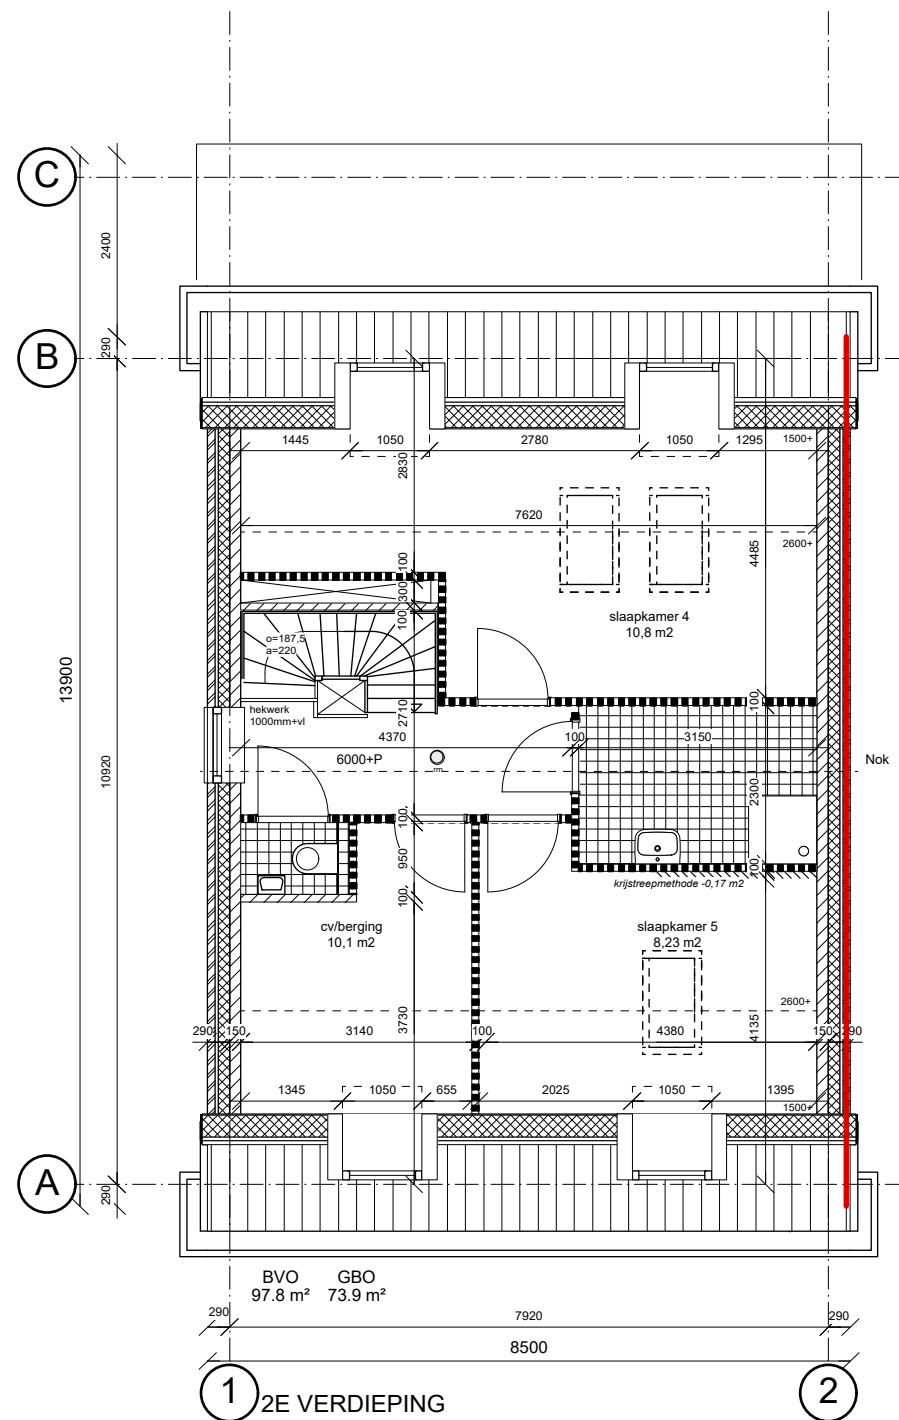 C
2400
290
B
1445
1050
2780
1050
1295
1500+
2830
7620
2600+
4485
100
300
100
slaapkamer 4
10,8 m2
o=187,5
a=220
13900
10920
hekwerk
1000mm+vl
2710
100
4370
100
3150
6000+P
rm
Nok
2300
100
950
100
100
krijstreepmethode -0,17 m2
cv/berging
10,1 m2
slaapkamer 5
8,23 m2
2600+
290
150
3140
3730
100
4380
4135
150
290
1345
1050
655
2025
1050
1395
1500+
A
290
BVO GBO
97.8 m² 73.9 m²
290
7920
290
8500
1
2E VERDIEPING
2